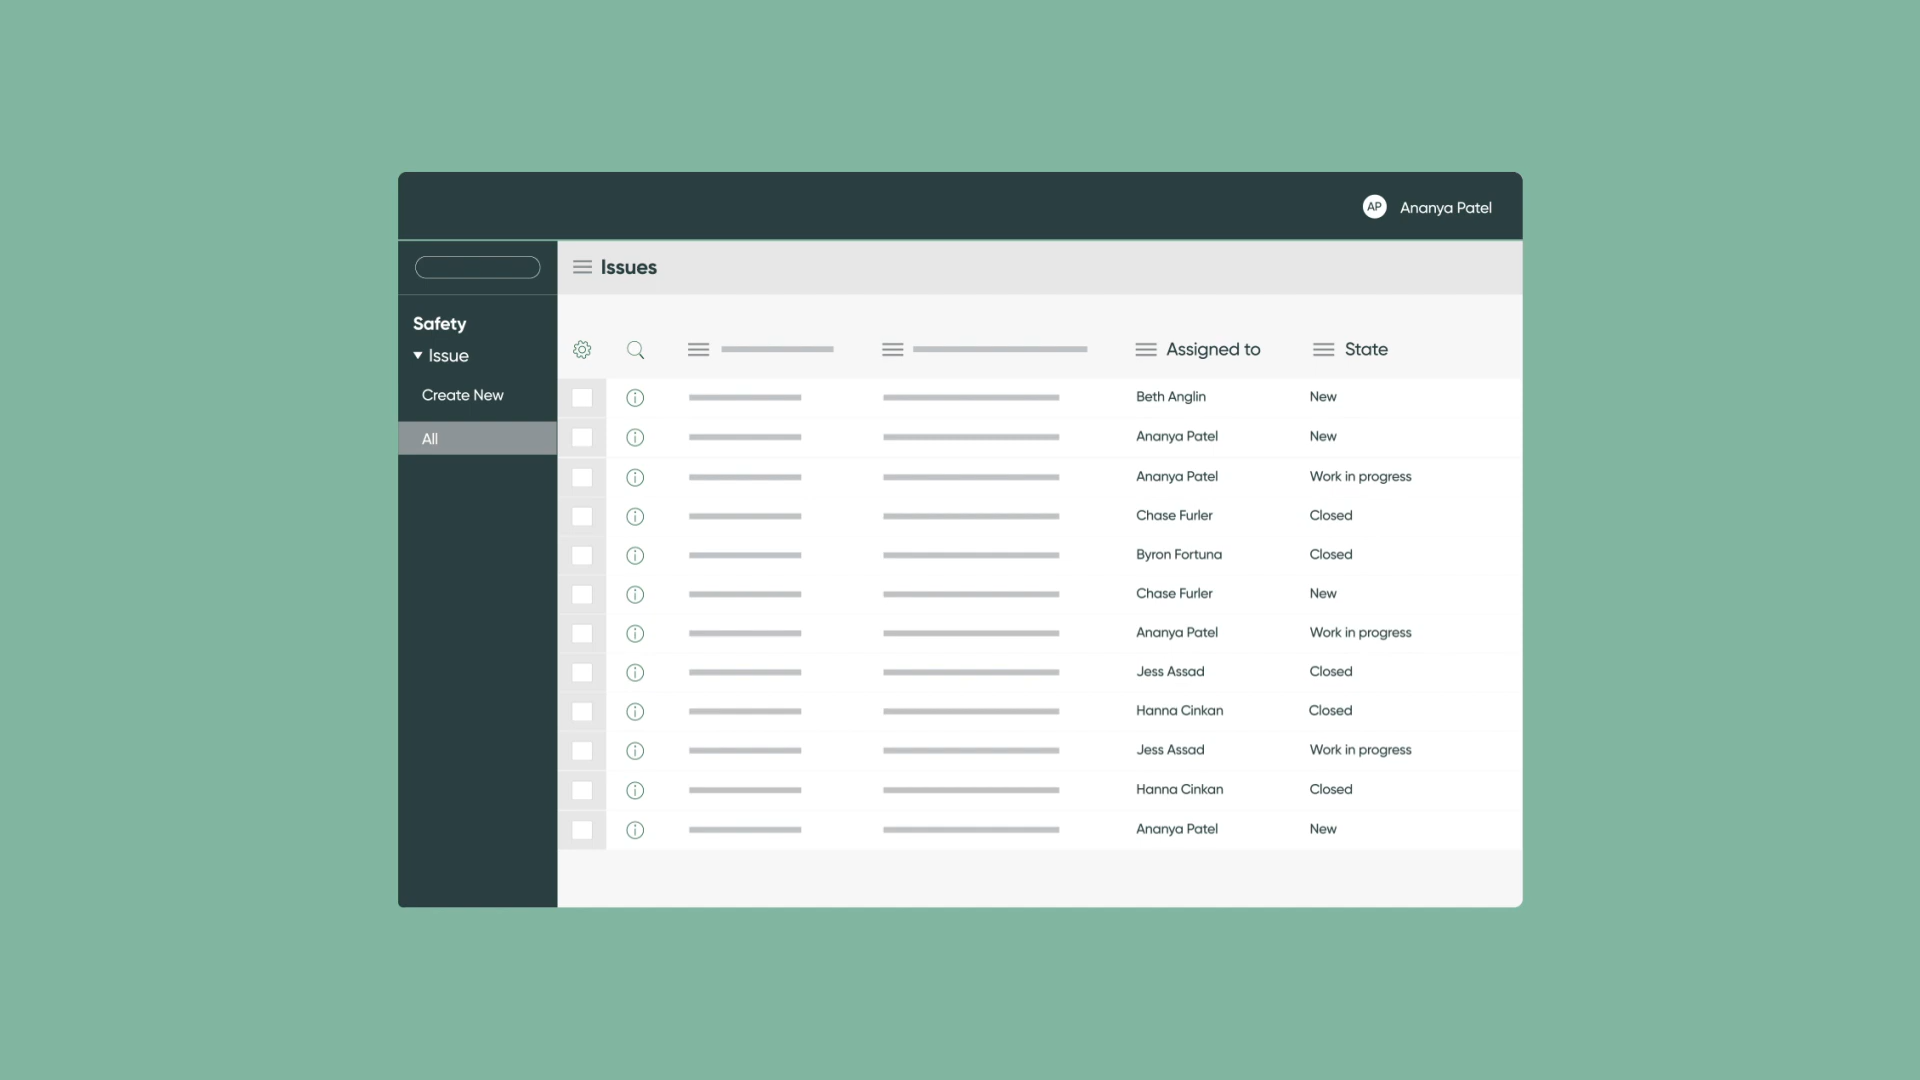 AP Ananya Patel
Issues
Safety
Issue
Create New
All
Assigned to State
Beth Anglin New
Ananya Patel New
Ananya Patel Work in progress
Chase Furler Closed
Byron Fortuna Closed
Chase Furler New
Ananya Patel Work in progress
Jess Assad Closed
Hanna Cinkan Closed
Jess Assad Work in progress
Hanna Cinkan Closed
Ananya Patel New